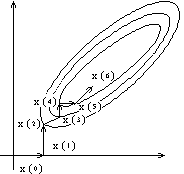 x (6)
x (4)
x (5)
x (2)
x (3)
x (1)
x (0)